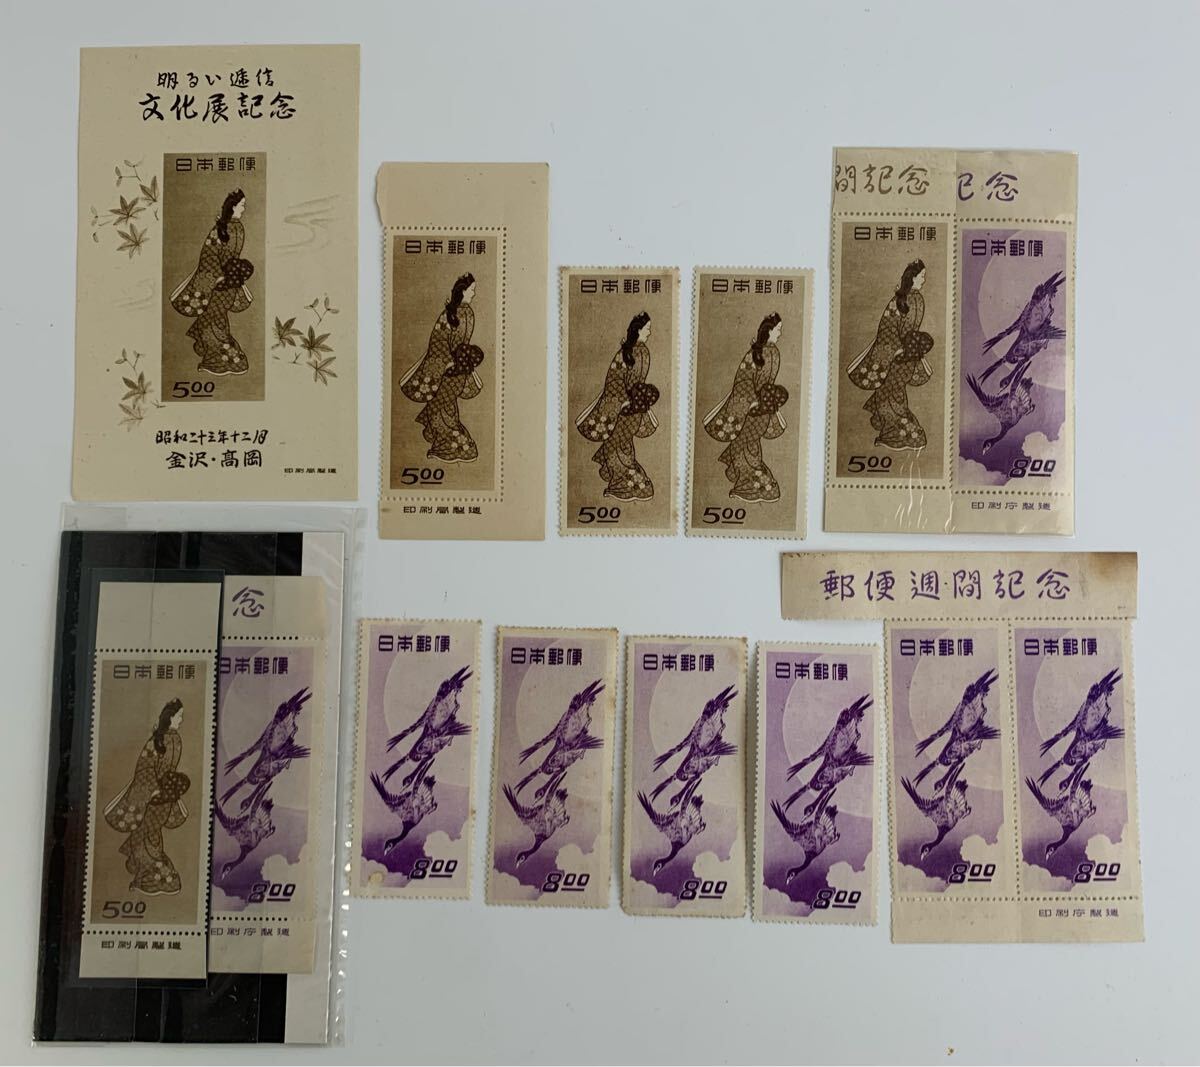 明るい逓信
文化展記念
日本郵便
5.00
昭和二十三年十二月
金沢・高岡
印刷局製造
日本郵便
5.00
印刷局製造
日本郵便
5.00
日本郵便
5.00
間記念
記念
日本郵便
5.00
日本郵便
8.00
印刷庁製造
日本郵便
5.00
印刷局製造
念
日本郵便
8.00
印刷庁製造
日本郵便
8.00
日本郵便
8.00
日本郵便
8.00
日本郵便
8.00
郵便週間記念
日本郵便
8.00
日本郵便
8.00
印刷庁製造